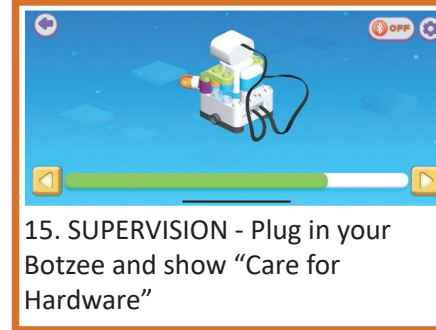 OFF
15. SUPERVISION - Plug in your
Botzee and show “Care for
Hardware”